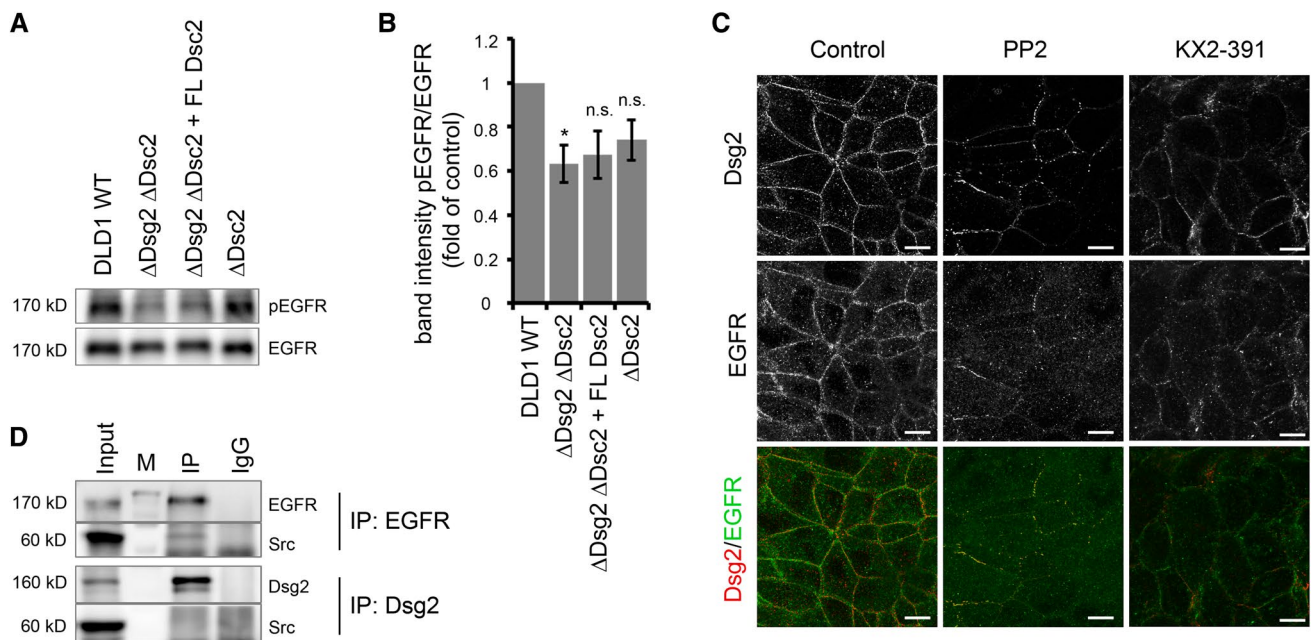 A
DLD1 WT
ΔDsg2 ΔDsc2
ΔDsg2 ΔDsc2 + FL Dsc2
ΔDsc2
170 kD
pEGFR
170 kD
EGFR
B
band intensity pEGFR/EGFR
(fold of control)
1.2
1
0.8
0.6
0.4
0.2
0
*
n.s.
n.s.
DLD1 WT
ΔDsg2 ΔDsc2
ΔDsg2 ΔDsc2 + FL Dsc2
ΔDsc2
C
Control
PP2
KX2-391
Dsg2
EGFR
Dsg2/EGFR
D
Input
M
IP
IgG
170 kD
EGFR
60 kD
Src
IP: EGFR
160 kD
Dsg2
60 kD
Src
IP: Dsg2